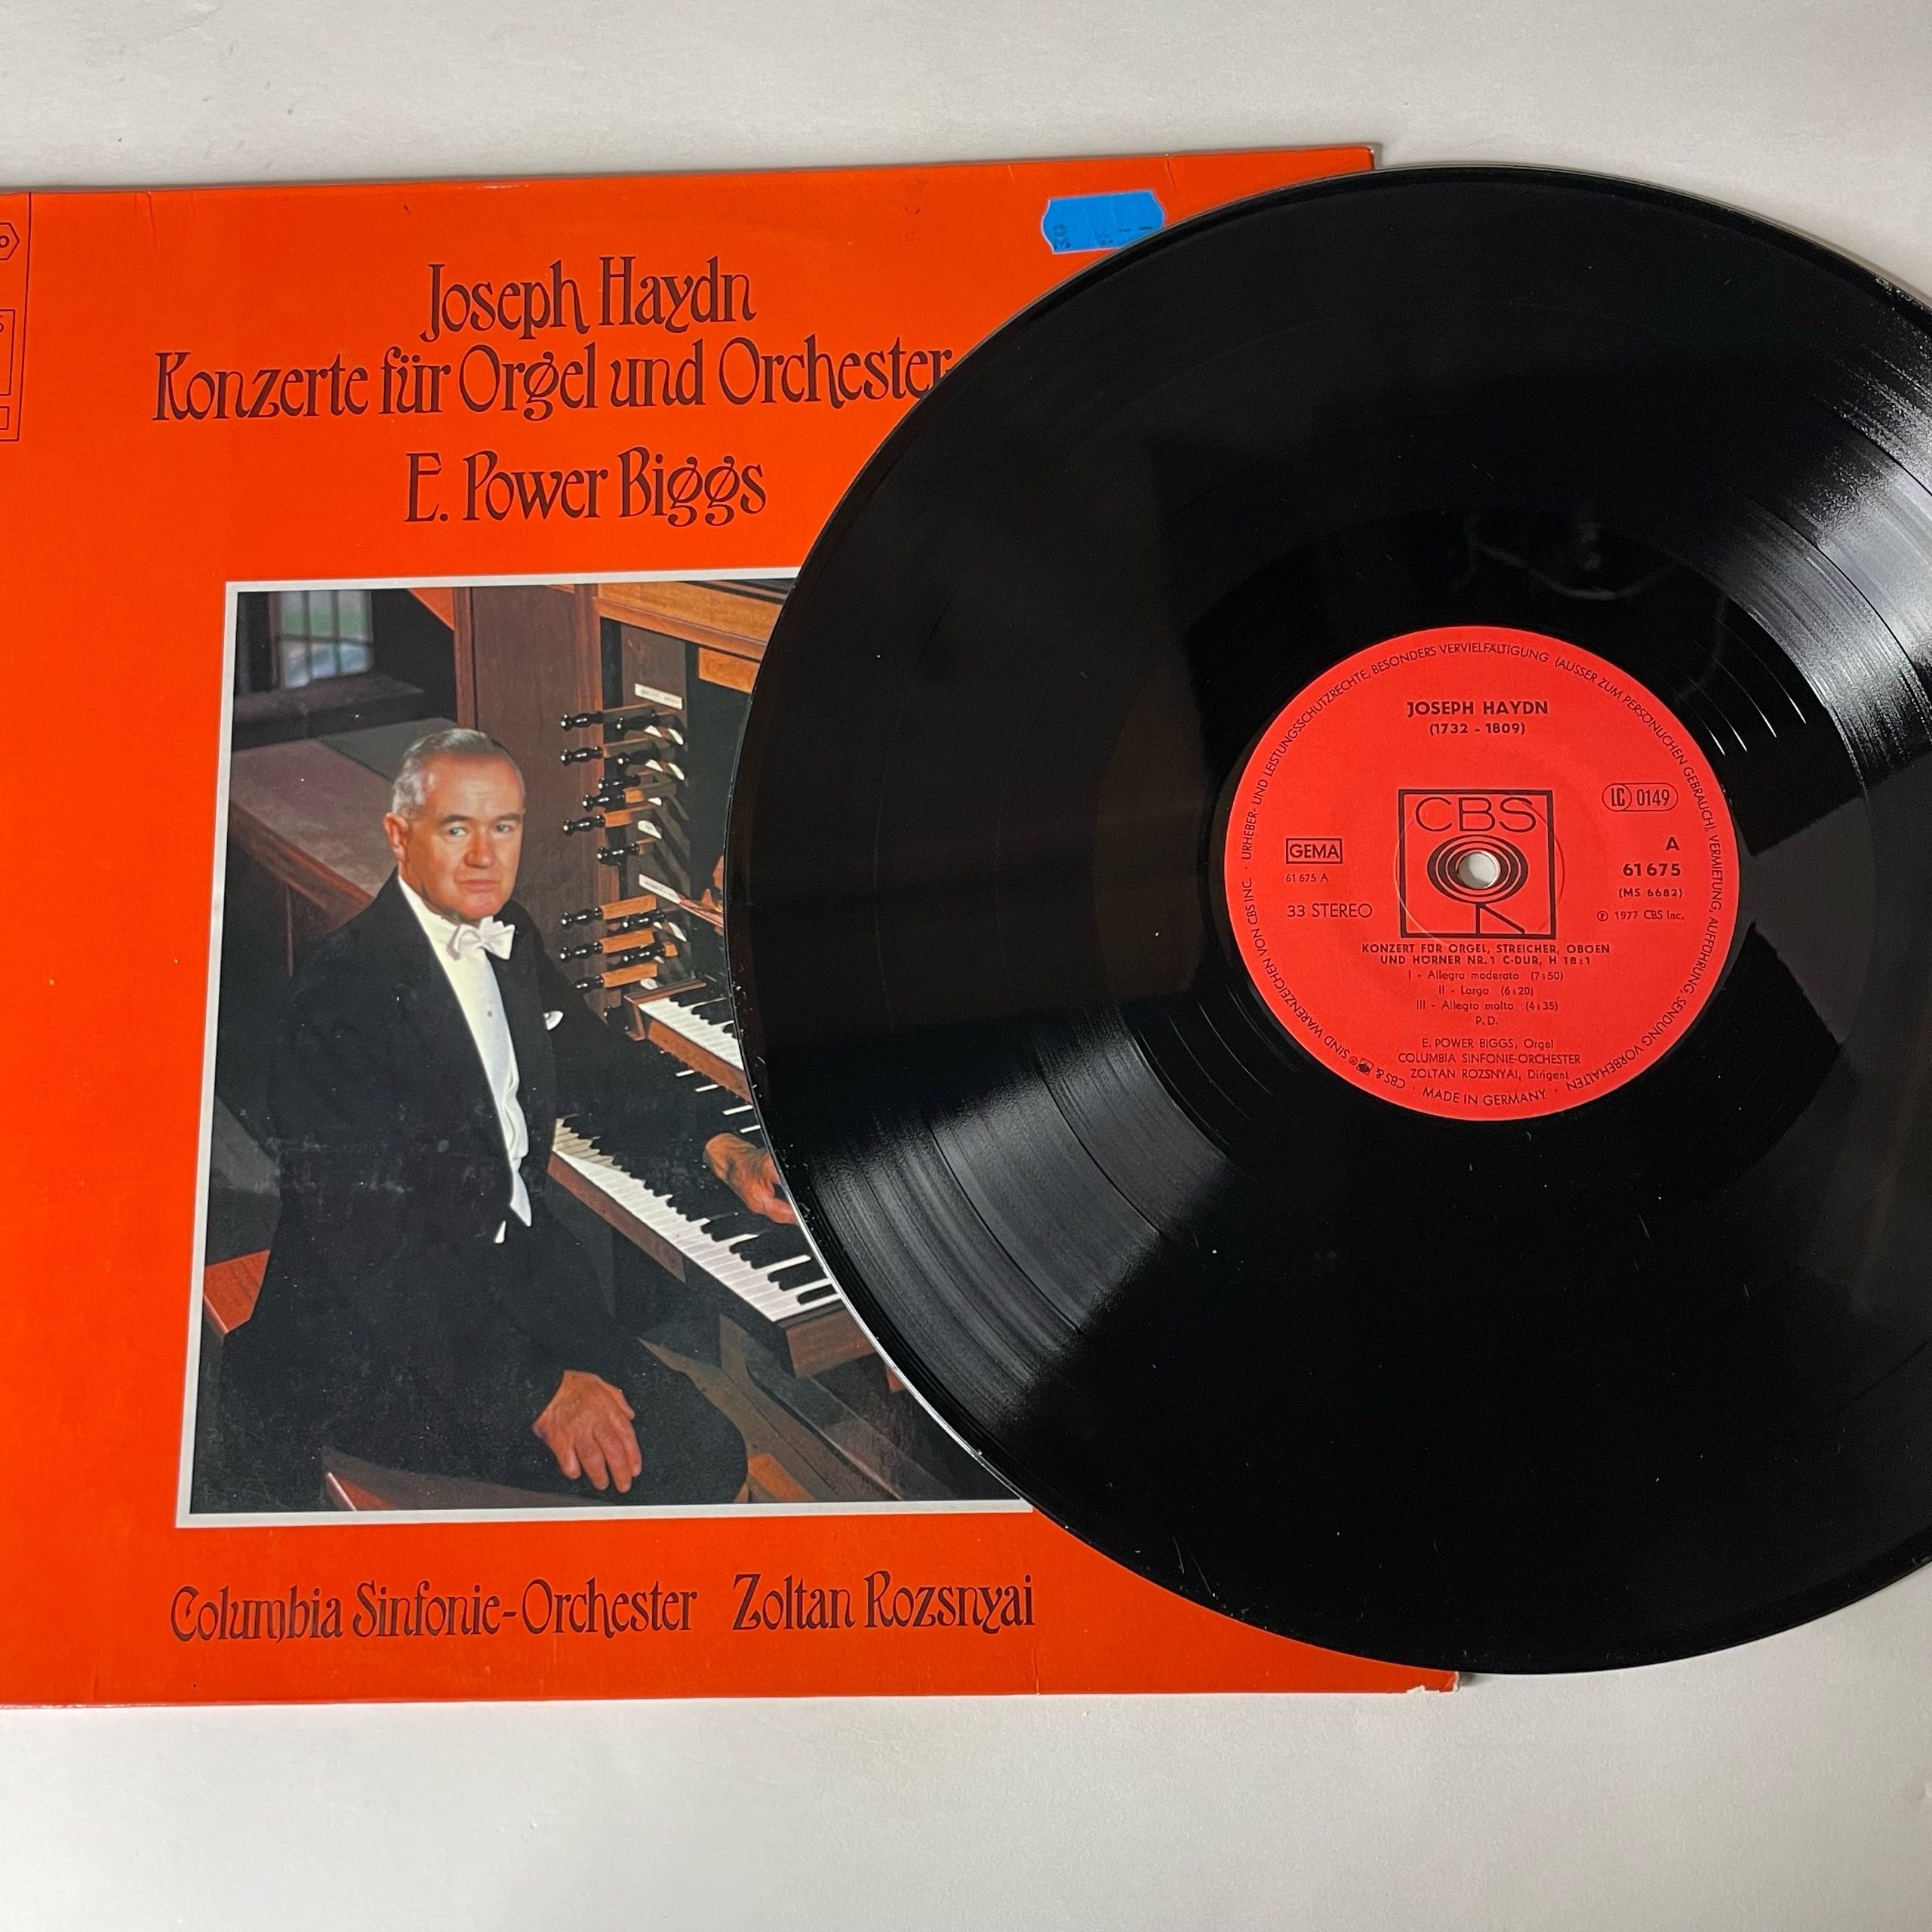 Joseph Haydn
Konzerte für Orgel und Orchester
E. Power Biggs
Columbia Sinfonie-Orchester Zoltan Rozsnyai
URHEBER- UND LEISTUNGSSCHUTZRECHTE, BESONDERS VERVIELFÄLTIGUNG (AUSSER ZUM PERSÖNLICHEN GEBRAUCH), VERMIETUNG, AUFFÜHRUNG, SENDUNG VORBEHALTEN
· MADE IN GERMANY ·
CBS & ® SIND WARENZEICHEN VON CBS INC. ·
JOSEPH HAYDN
(1732 - 1809)
CBS
LC 0149
GEMA
61 675 A
33 STEREO
A
61 675
(MS 6682)
℗ 1977 CBS Inc.
KONZERT FÜR ORGEL, STREICHER, OBOEN
UND HÖRNER NR. 1 C-DUR, H 18:1
I - Allegro moderato (7:50)
II - Largo (6:20)
III - Allegro molto (4:35)
P. D.
E. POWER BIGGS, Orgel
COLUMBIA SINFONIE-ORCHESTER
ZOLTAN ROZSNYAI, Dirigent